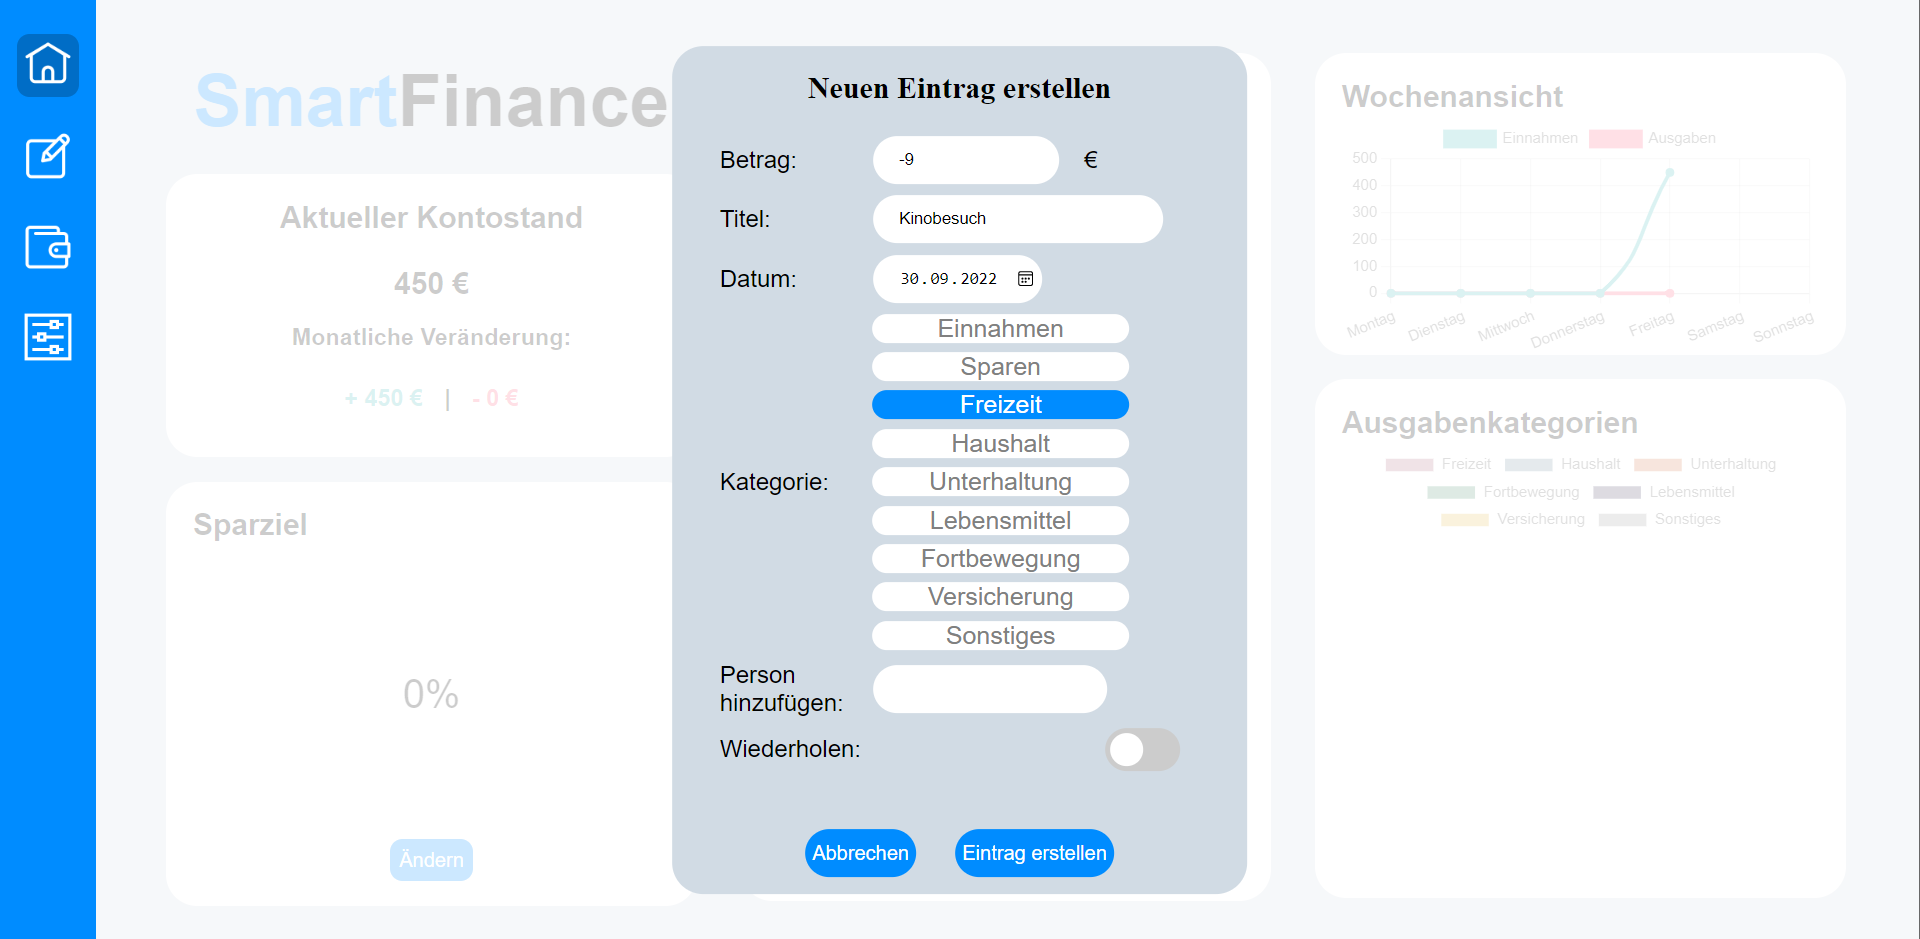 SmartFinance
Aktueller Kontostand
450 €
Monatliche Veränderung:
+ 450 € | - 0 €
Sparziel
0%
Ändern
Neuen Eintrag erstellen
Betrag: -9 €
Titel: Kinobesuch
Datum: 30.09.2022
Kategorie:
Einnahmen
Sparen
Freizeit
Haushalt
Unterhaltung
Lebensmittel
Fortbewegung
Versicherung
Sonstiges
Person
hinzufügen:
Wiederholen:
Abbrechen Eintrag erstellen
Wochenansicht
Einnahmen Ausgaben
500
400
300
200
100
0
Montag Dienstag Mittwoch Donnerstag Freitag Samstag Sonnstag
Ausgabenkategorien
Freizeit Haushalt Unterhaltung
Fortbewegung Lebensmittel
Versicherung Sonstiges